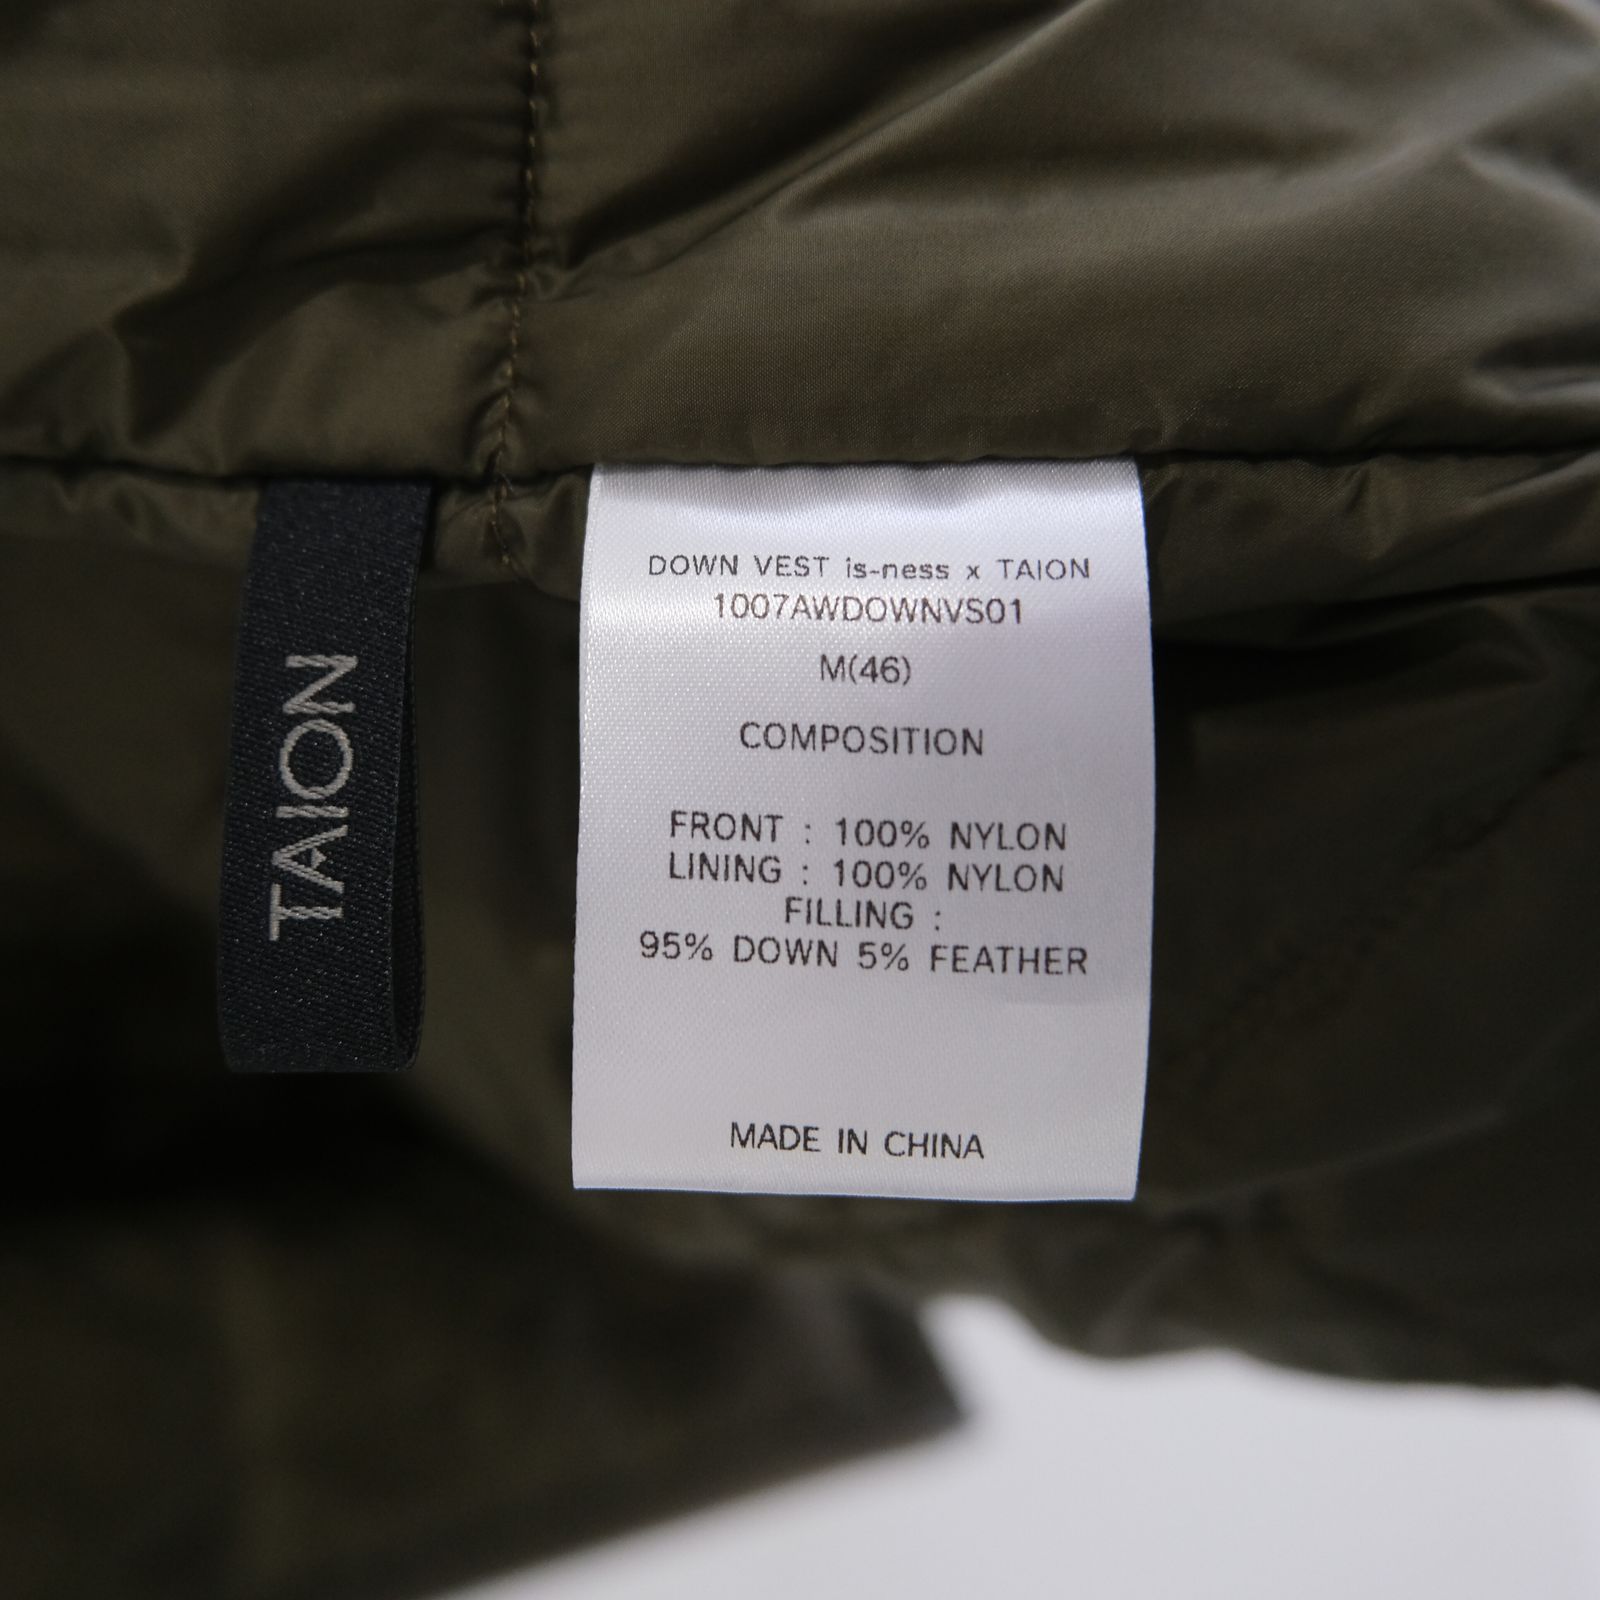 TAION
DOWN VEST is-ness x TAION
1007AWDOWNVS01
M(46)
COMPOSITION
FRONT : 100% NYLON
LINING : 100% NYLON
FILLING :
95% DOWN 5% FEATHER
MADE IN CHINA